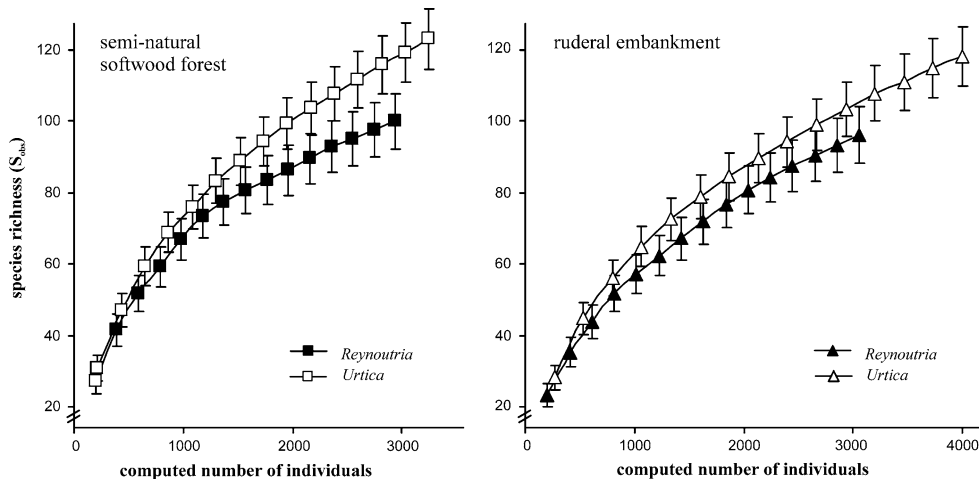 semi-natural
softwood forest
120
100
80
60
40
20
species richness (Sobs)
0
1000
2000
3000
computed number of individuals
Reynoutria
Urtica
ruderal embankment
120
100
80
60
40
20
0
1000
2000
3000
4000
computed number of individuals
Reynoutria
Urtica